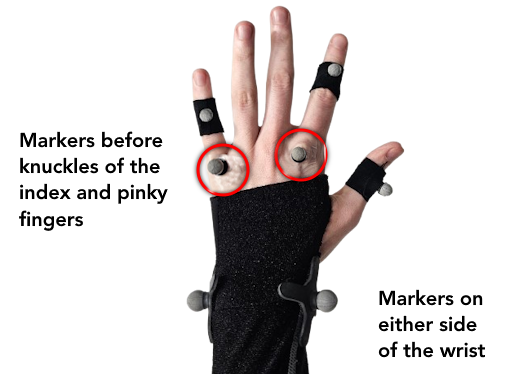 Markers before
knuckles of the
index and pinky
fingers
Markers on
either side
of the wrist